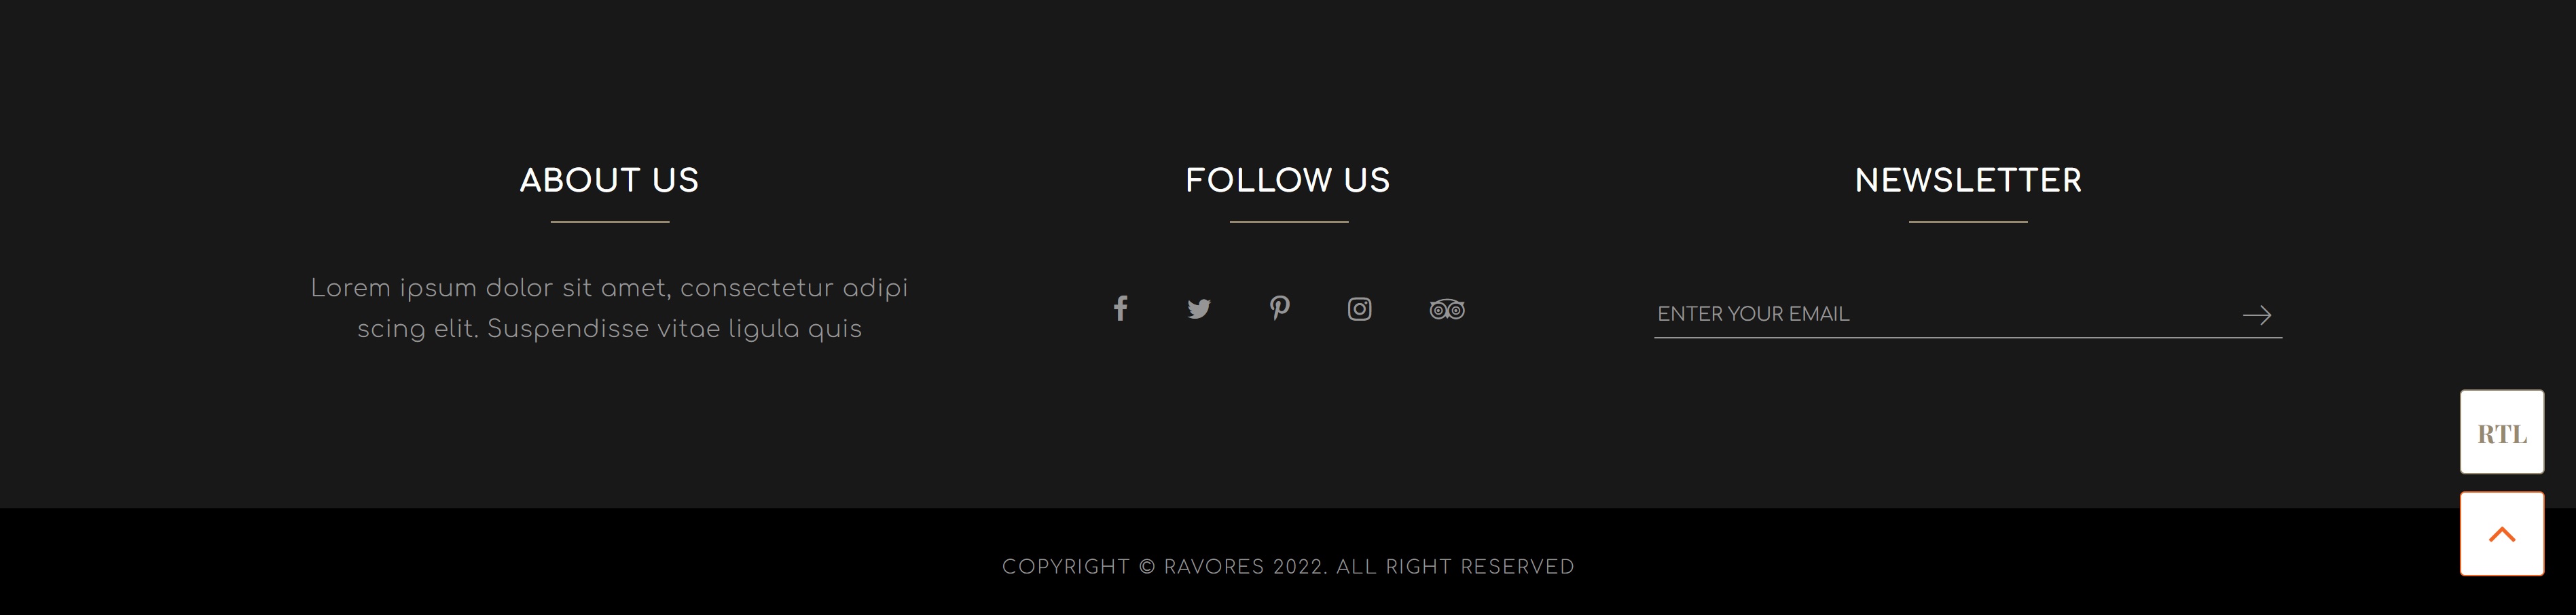 ABOUT US
Lorem ipsum dolor sit amet, consectetur adipi
scing elit. Suspendisse vitae ligula quis
FOLLOW US
NEWSLETTER
ENTER YOUR EMAIL
RTL
COPYRIGHT © RAVORES 2022. ALL RIGHT RESERVED